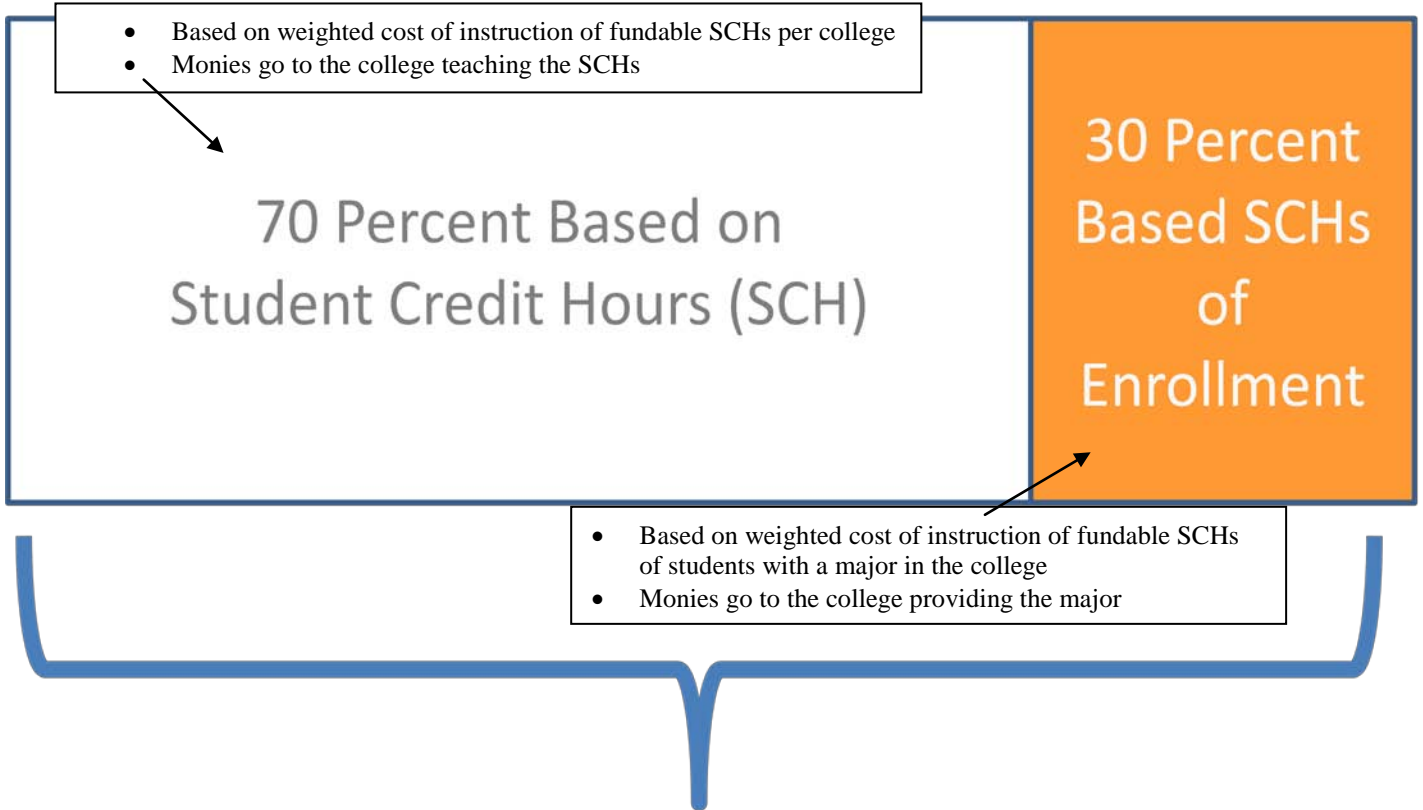 • Based on weighted cost of instruction of fundable SCHs per college
• Monies go to the college teaching the SCHs
70 Percent Based on
Student Credit Hours (SCH)
30 Percent
Based SCHs
of
Enrollment
• Based on weighted cost of instruction of fundable SCHs
of students with a major in the college
• Monies go to the college providing the major